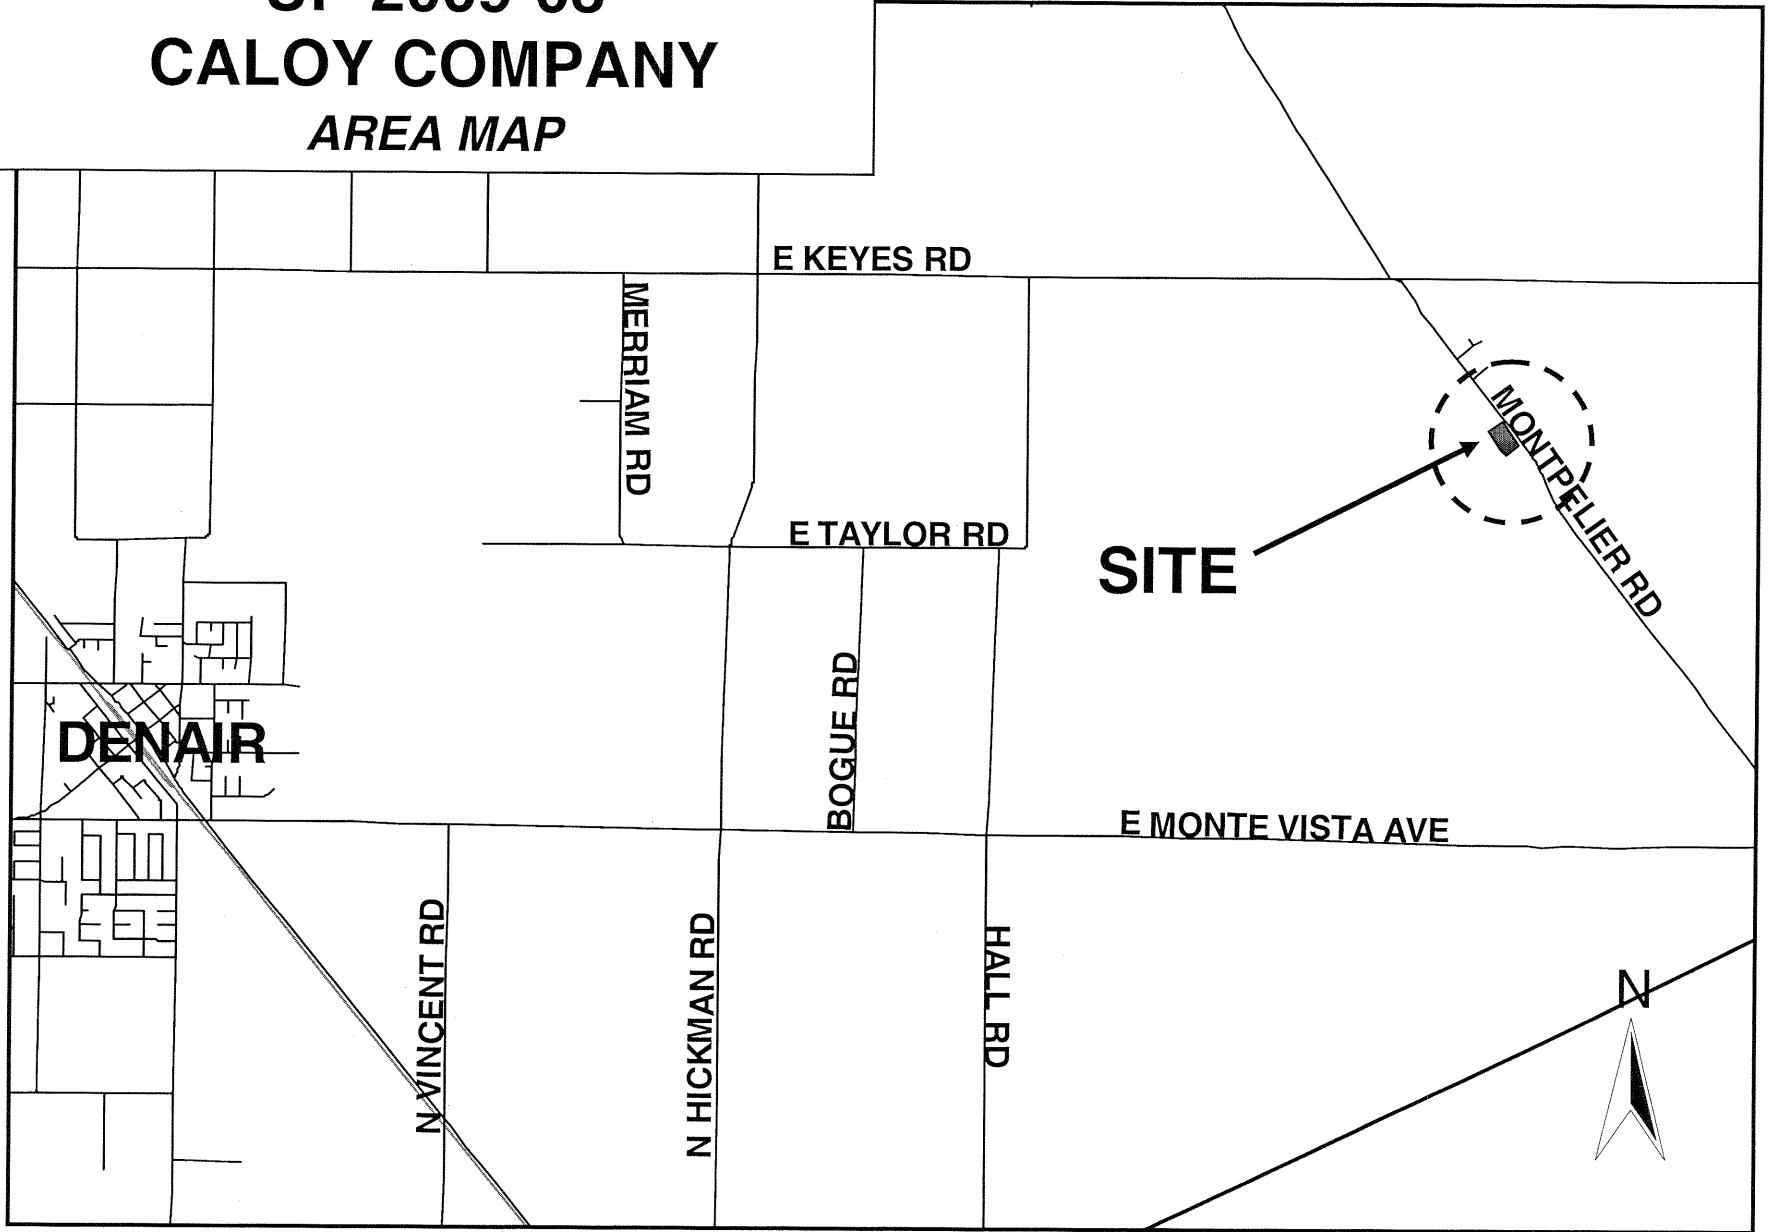 CALOY COMPANY
AREA MAP
E KEYES RD
MERRIAM RD
MONTPELIER RD
E TAYLOR RD
SITE
BOGUE RD
DENAIR
E MONTE VISTA AVE
N VINCENT RD
N HICKMAN RD
HALL RD
N